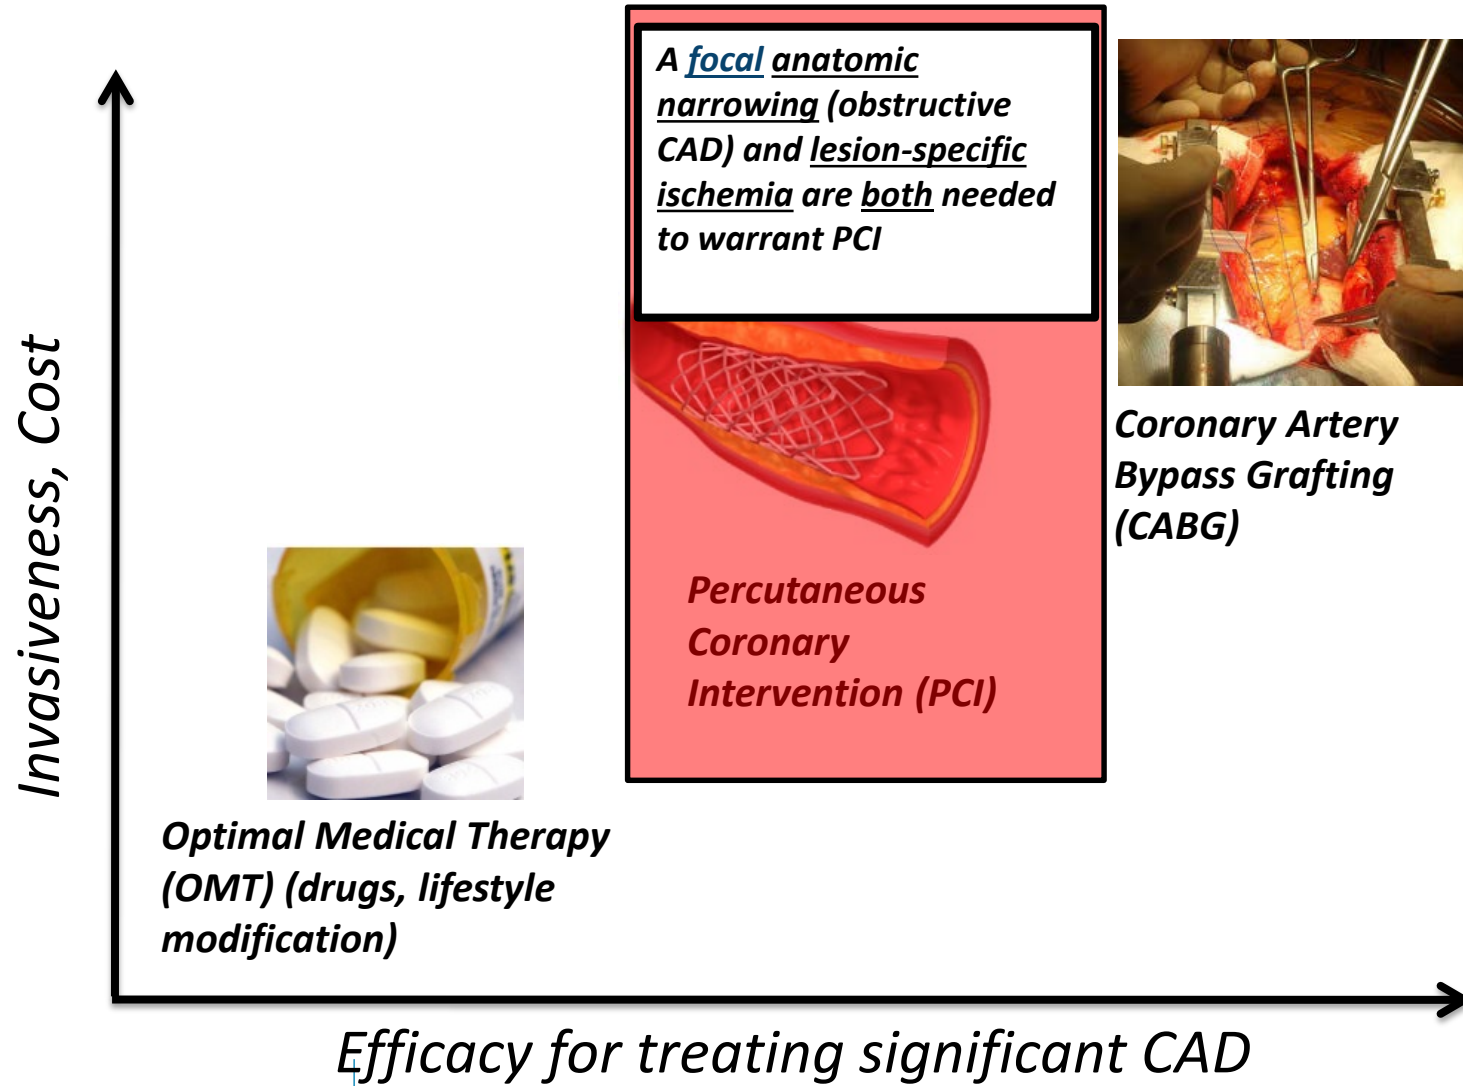 A focal anatomic
narrowing (obstructive
CAD) and lesion-specific
ischemia are both needed
to warrant PCI
Invasiveness, Cost
Coronary Artery
Bypass Grafting
(CABG)
Percutaneous
Coronary
Intervention (PCI)
Optimal Medical Therapy
(OMT) (drugs, lifestyle
modification)
Efficacy for treating significant CAD